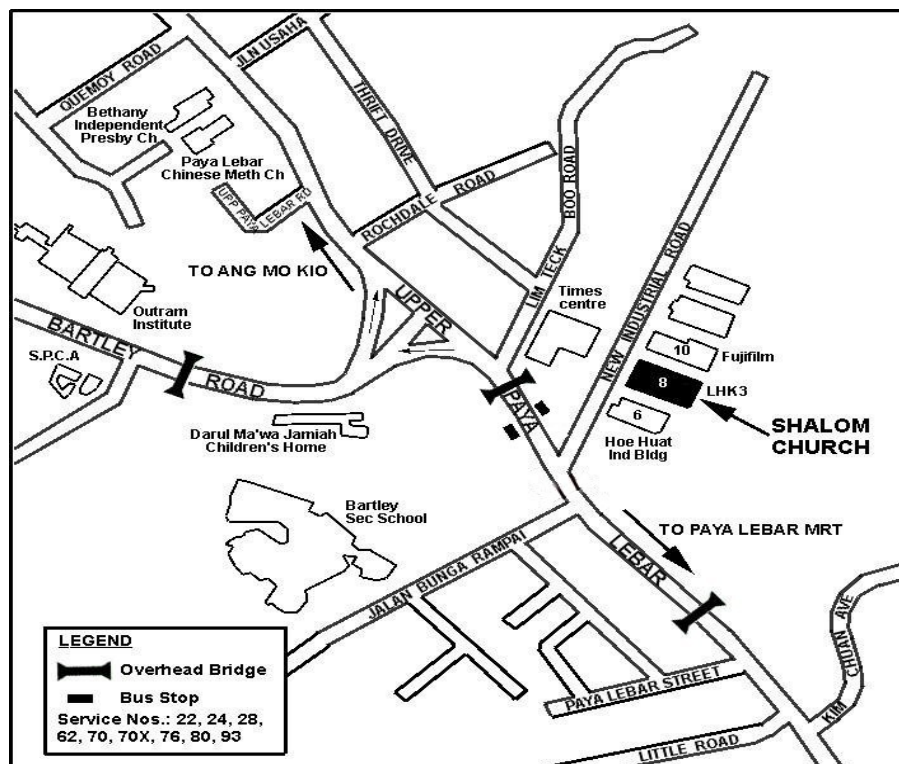 QUEMOY ROAD
JLN USAHA
THRIFT DRIVE
Bethany
Independent
Presby Ch
Paya Lebar
Chinese Meth Ch
UPP PAYA LEBAR RD
ROCHDALE ROAD
LIM TECK BOO ROAD
NEW INDUSTRIAL ROAD
TO ANG MO KIO
Outram
Institute
UPPER PAYA LEBAR
Times
centre
BARTLEY ROAD
S.P.C.A
10
Fujifilm
8
LHK3
6
Hoe Huat
Ind Bldg
SHALOM
CHURCH
Darul Ma'wa Jamiah
Children's Home
Bartley
Sec School
TO PAYA LEBAR MRT
JALAN BUNGA RAMPAI
PAYA LEBAR STREET
KIM CHUAN AVE
LITTLE ROAD
LEGEND
Overhead Bridge
Bus Stop
Service Nos.: 22, 24, 28,
62, 70, 70X, 76, 80, 93